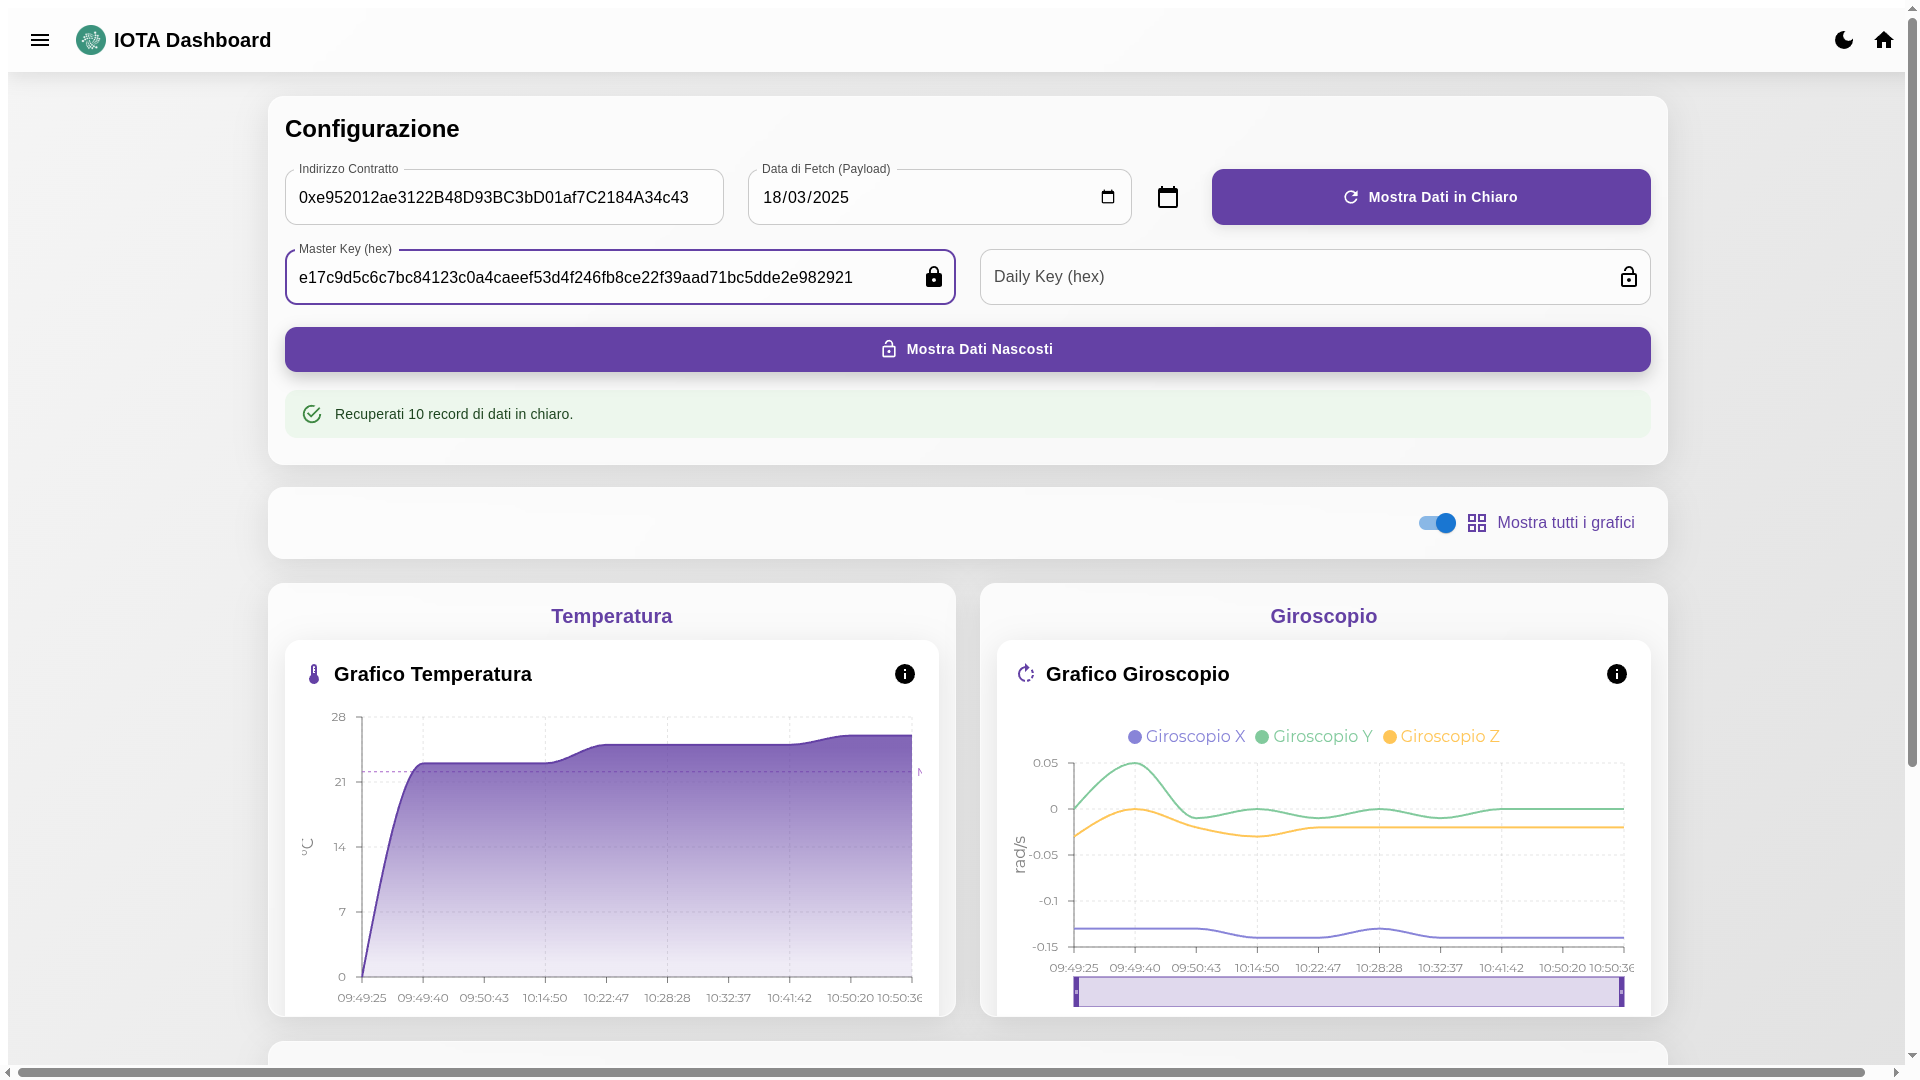 IOTA Dashboard
Configurazione
Indirizzo Contratto
0xe952012ae3122B48D93BC3bD01af7C2184A34c43
Data di Fetch (Payload)
18/03/2025
Mostra Dati in Chiaro
Master Key (hex)
e17c9d5c6c7bc84123c0a4caeef53d4f246fb8ce22f39aad71bc5dde2e982921
Daily Key (hex)
Mostra Dati Nascosti
Recuperati 10 record di dati in chiaro.
Mostra tutti i grafici
Temperatura
Grafico Temperatura
28
21
14
7
0
°C
09:49:25 09:49:40 09:50:43 10:14:50 10:22:47 10:28:28 10:32:37 10:41:42 10:50:20 10:50:36
Giroscopio
Grafico Giroscopio
Giroscopio X Giroscopio Y Giroscopio Z
0.05
0
-0.05
-0.1
-0.15
rad/s
09:49:25 09:49:40 09:50:43 10:14:50 10:22:47 10:28:28 10:32:37 10:41:42 10:50:20 10:50:36